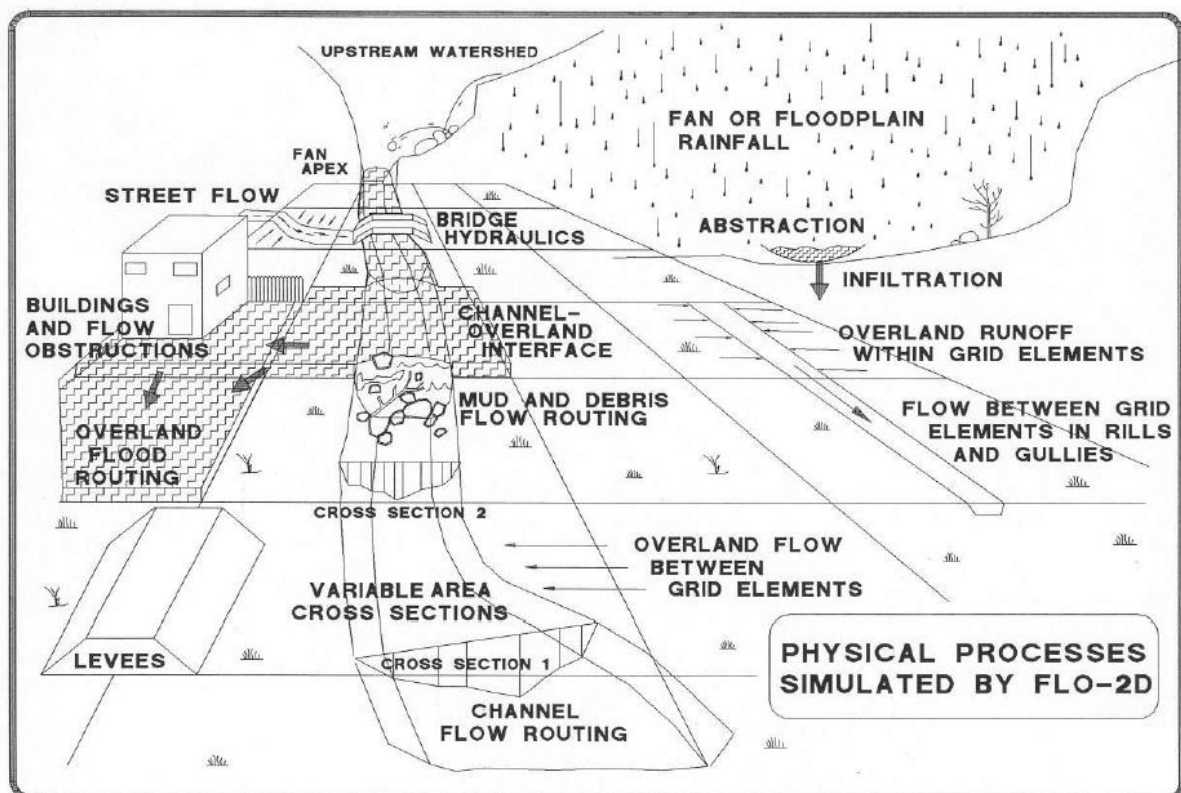 UPSTREAM WATERSHED
FAN OR FLOODPLAIN
RAINFALL
FAN
APEX
STREET FLOW
BRIDGE
HYDRAULICS
ABSTRACTION
INFILTRATION
BUILDINGS
AND FLOW
OBSTRUCTIONS
CHANNEL-
OVERLAND
INTERFACE
OVERLAND RUNOFF
WITHIN GRID ELEMENTS
MUD AND DEBRIS
FLOW ROUTING
FLOW BETWEEN GRID
ELEMENTS IN RILLS
AND GULLIES
OVERLAND
FLOOD
ROUTING
CROSS SECTION 2
OVERLAND FLOW
BETWEEN
GRID ELEMENTS
VARIABLE AREA
CROSS SECTIONS
LEVEES
CROSS SECTION 1
CHANNEL
FLOW ROUTING
PHYSICAL PROCESSES
SIMULATED BY FLO-2D